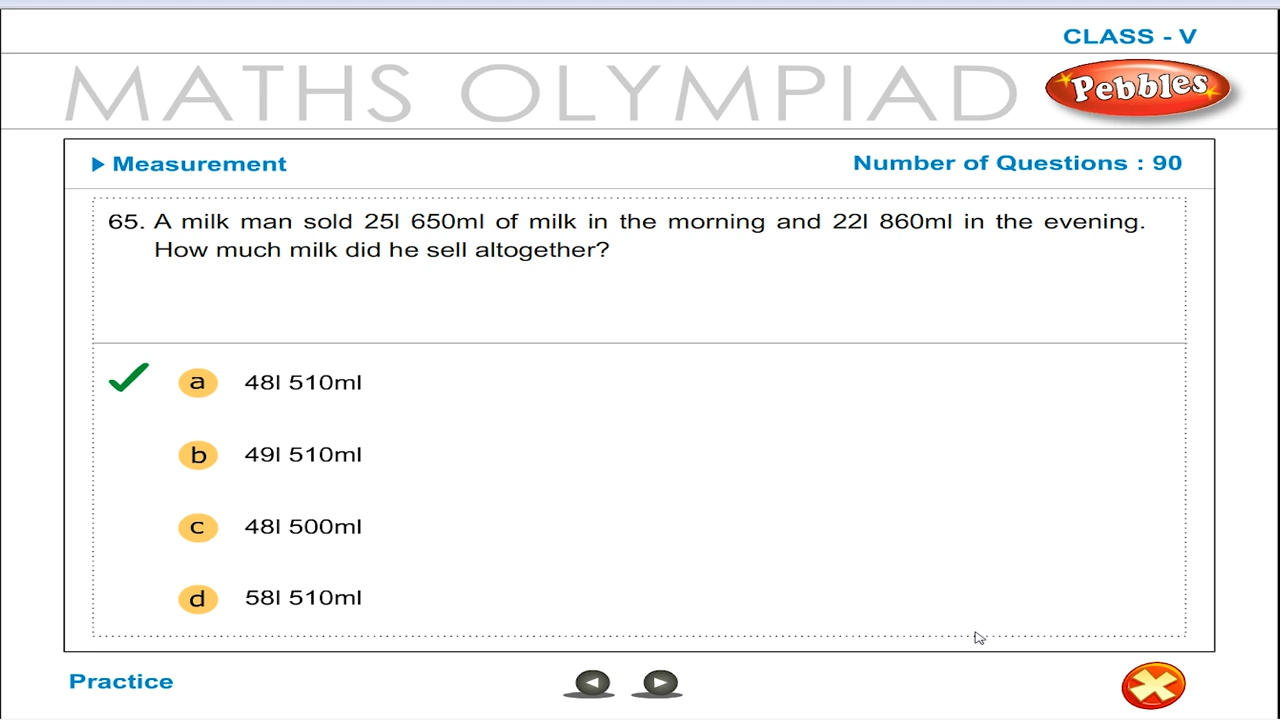 CLASS - V
MATHS OLYMPIAD
Pebbles
Measurement
Number of Questions : 90
65. A milk man sold 25l 650ml of milk in the morning and 22l 860ml in the evening.
How much milk did he sell altogether?
a 48l 510ml
b 49l 510ml
c 48l 500ml
d 58l 510ml
Practice